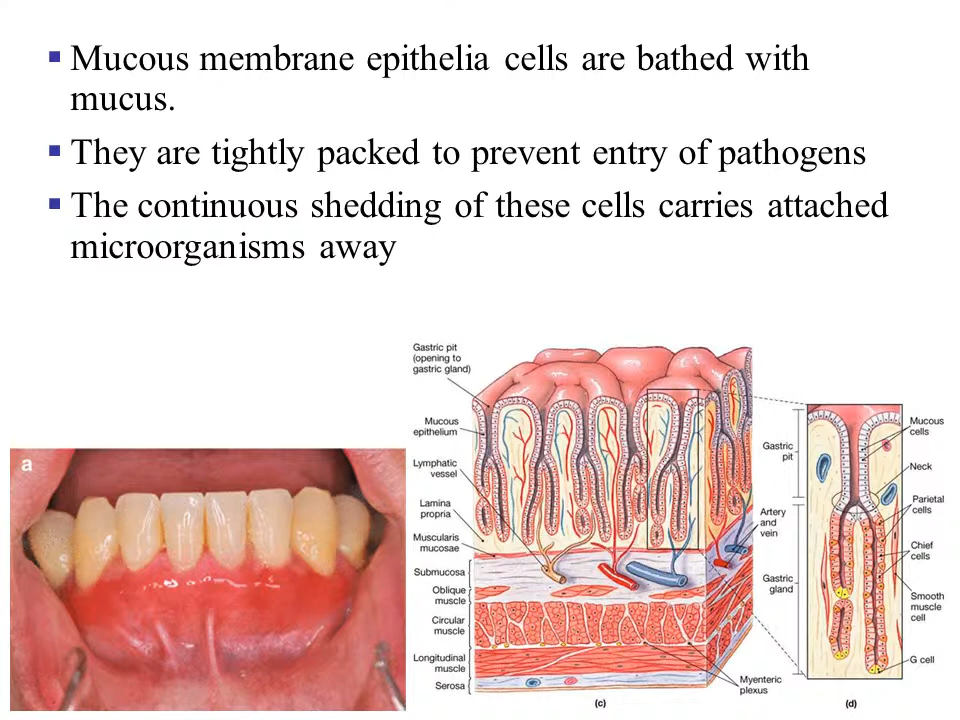 ▪ Mucous membrane epithelia cells are bathed with
mucus.
▪ They are tightly packed to prevent entry of pathogens
▪ The continuous shedding of these cells carries attached
microorganisms away
a
Gastric pit
(opening to
gastric gland)
Mucous
epithelium
Lymphatic
vessel
Lamina
propria
Muscularis
mucosae
Submucosa
Oblique
muscle
Circular
muscle
Longitudinal
muscle
Serosa
Artery
and
vein
Myenteric
plexus
(c)
Gastric
pit
Gastric
gland
Mucous
cells
Neck
Parietal
cells
Chief
cells
Smooth
muscle
cell
G cell
(d)